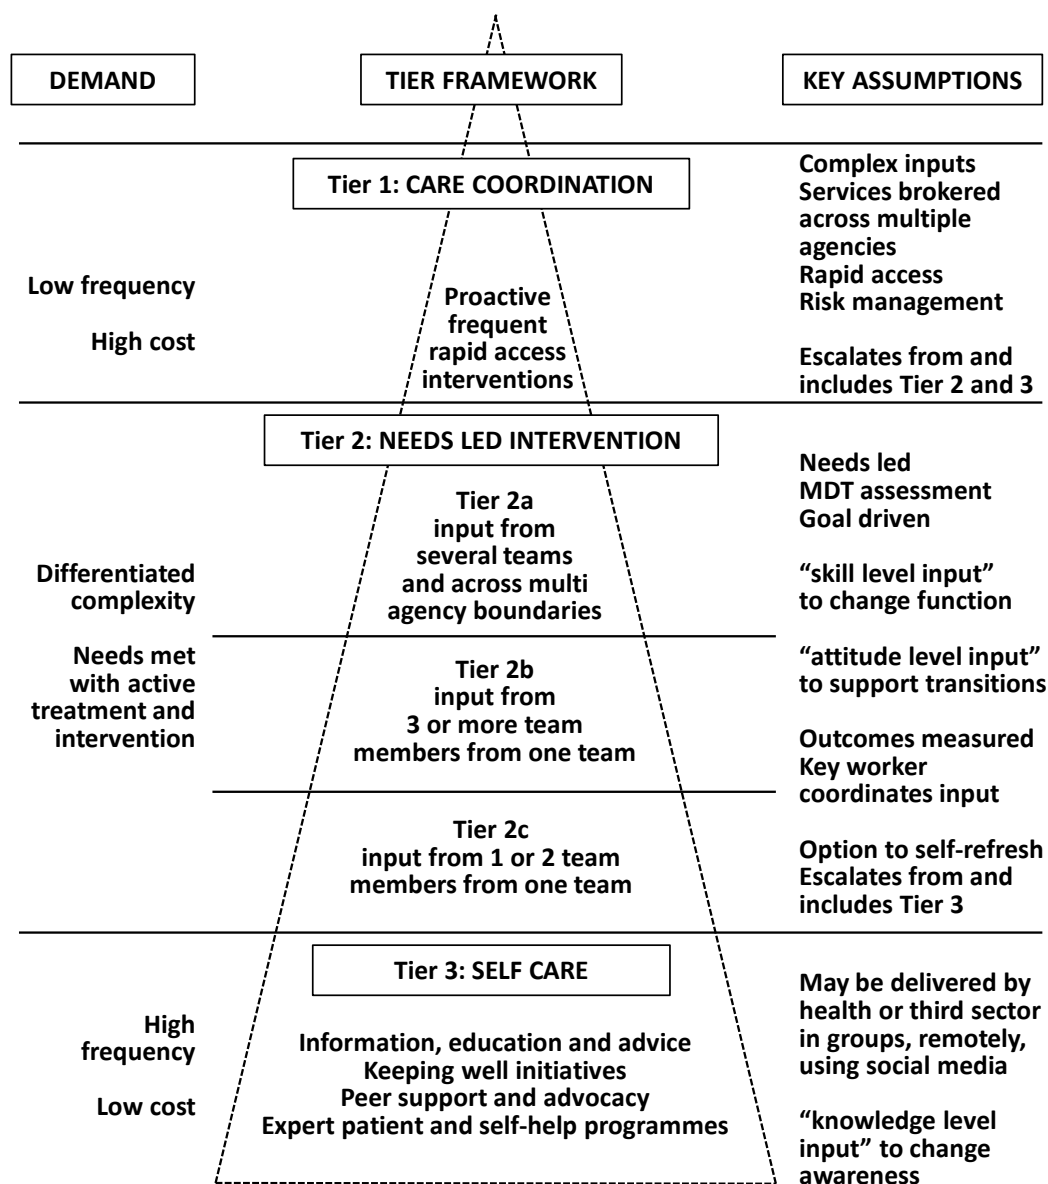 DEMAND
TIER FRAMEWORK
KEY ASSUMPTIONS
Tier 1: CARE COORDINATION
Low frequency
High cost
Proactive
frequent
rapid access
interventions
Complex inputs
Services brokered
across multiple
agencies
Rapid access
Risk management
Escalates from and
includes Tier 2 and 3
Tier 2: NEEDS LED INTERVENTION
Differentiated
complexity
Needs met
with active
treatment and
intervention
Tier 2a
input from
several teams
and across multi
agency boundaries
Tier 2b
input from
3 or more team
members from one team
Tier 2c
input from 1 or 2 team
members from one team
Needs led
MDT assessment
Goal driven
“skill level input”
to change function
“attitude level input”
to support transitions
Outcomes measured
Key worker
coordinates input
Option to self-refresh
Escalates from and
includes Tier 3
Tier 3: SELF CARE
High
frequency
Low cost
Information, education and advice
Keeping well initiatives
Peer support and advocacy
Expert patient and self-help programmes
May be delivered by
health or third sector
in groups, remotely,
using social media
“knowledge level
input” to change
awareness